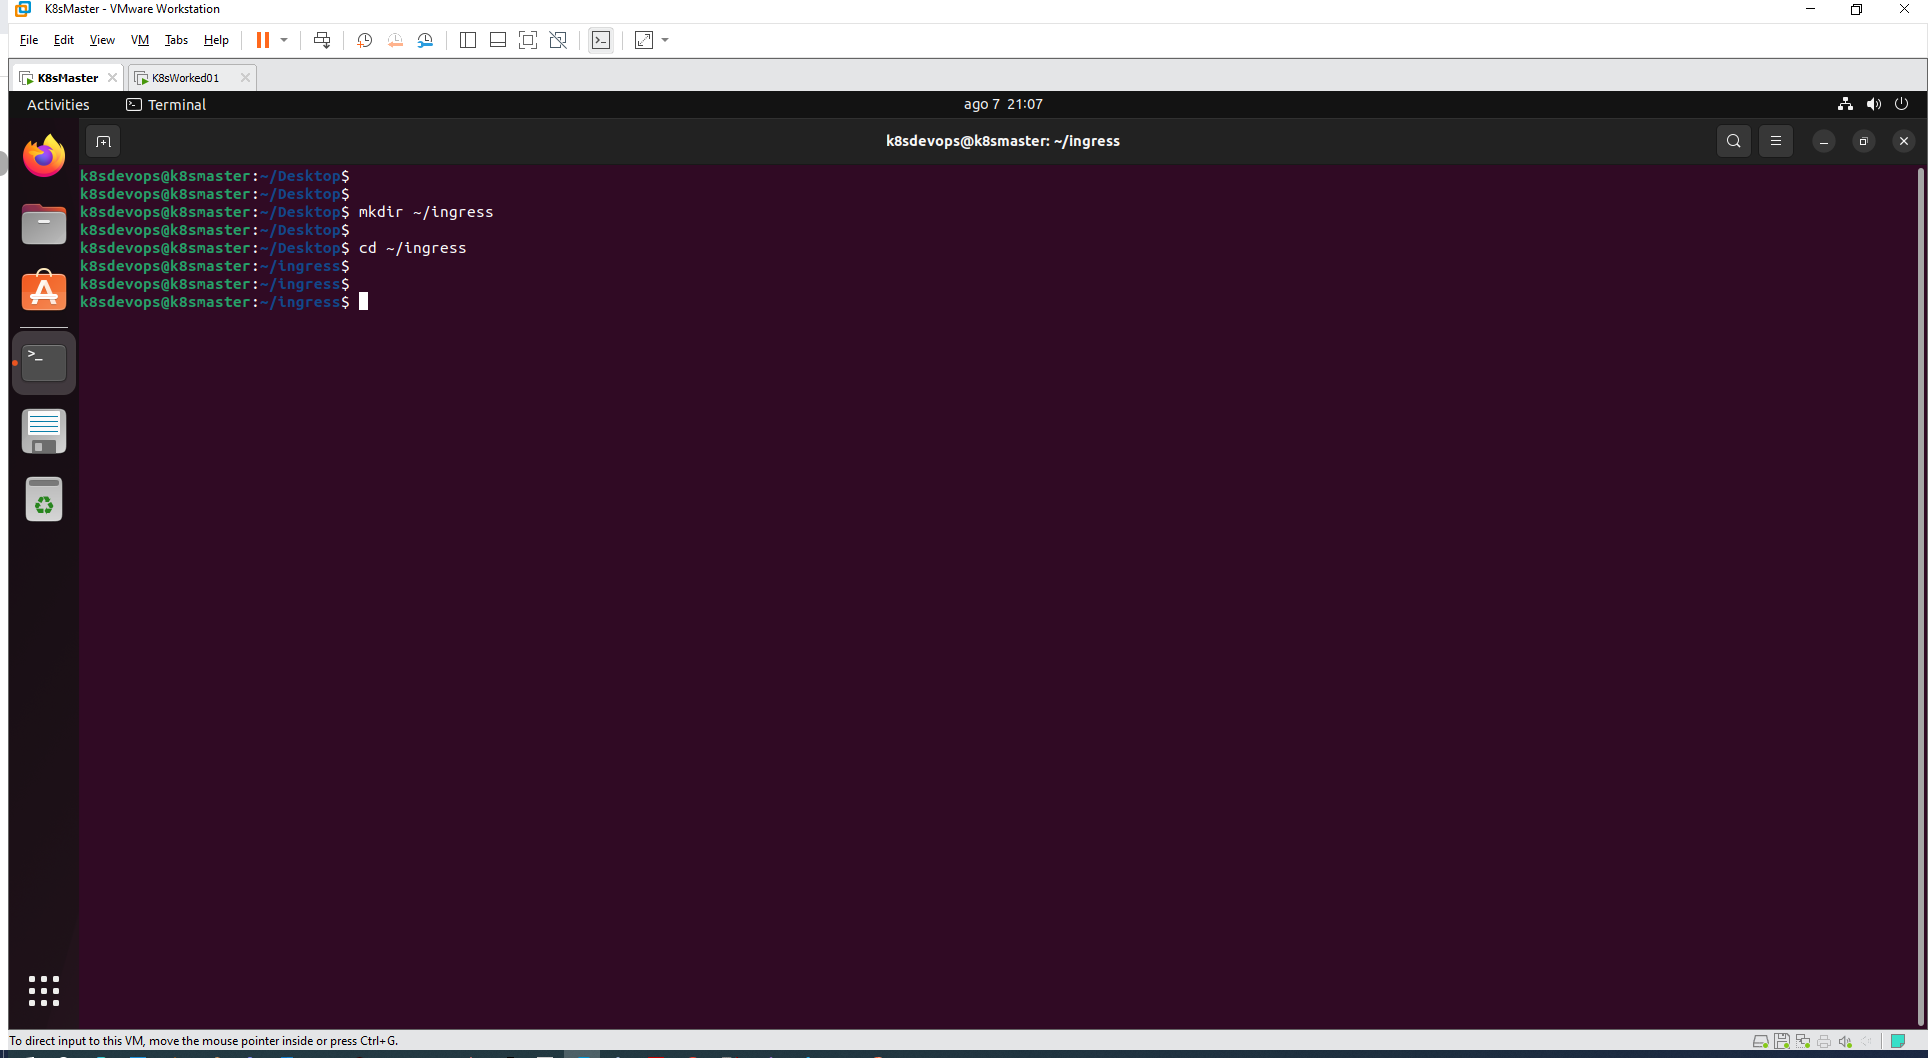 K8sMaster - VMware Workstation
File Edit View VM Tabs Help
K8sMaster K8sWorked01
Activities Terminal ago 7 21:07
k8sdevops@k8smaster: ~/ingress
k8sdevops@k8smaster:~/Desktop$
k8sdevops@k8smaster:~/Desktop$
k8sdevops@k8smaster:~/Desktop$ mkdir ~/ingress
k8sdevops@k8smaster:~/Desktop$
k8sdevops@k8smaster:~/Desktop$ cd ~/ingress
k8sdevops@k8smaster:~/ingress$
k8sdevops@k8smaster:~/ingress$
k8sdevops@k8smaster:~/ingress$
To direct input to this VM, move the mouse pointer inside or press Ctrl+G.